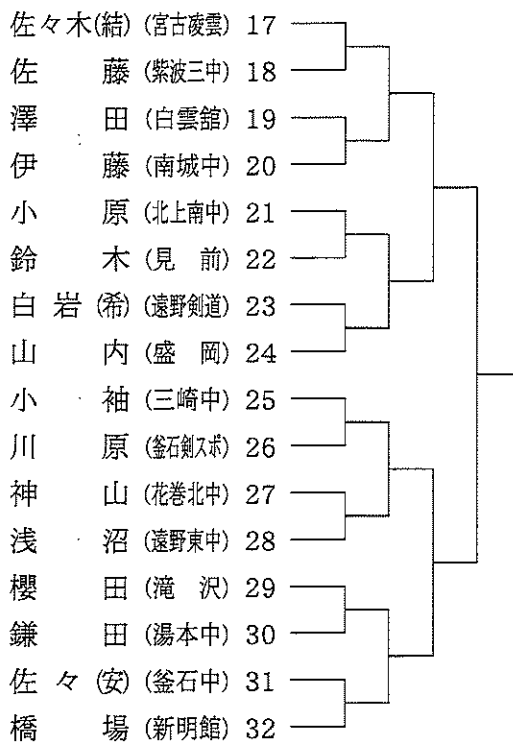 佐々木(結) (宮古崚雲) 17
佐藤 (紫波三中) 18
澤田 (白雲館) 19
伊藤 (南城中) 20
小原 (北上南中) 21
鈴木 (見前) 22
白岩(希) (遠野剣道) 23
山内 (盛岡) 24
小袖 (三崎中) 25
川原 (釜石剣スポ) 26
神山 (花巻北中) 27
浅沼 (遠野東中) 28
櫻田 (滝沢) 29
鎌田 (湯本中) 30
佐々(安) (釜石中) 31
橋場 (新明館) 32